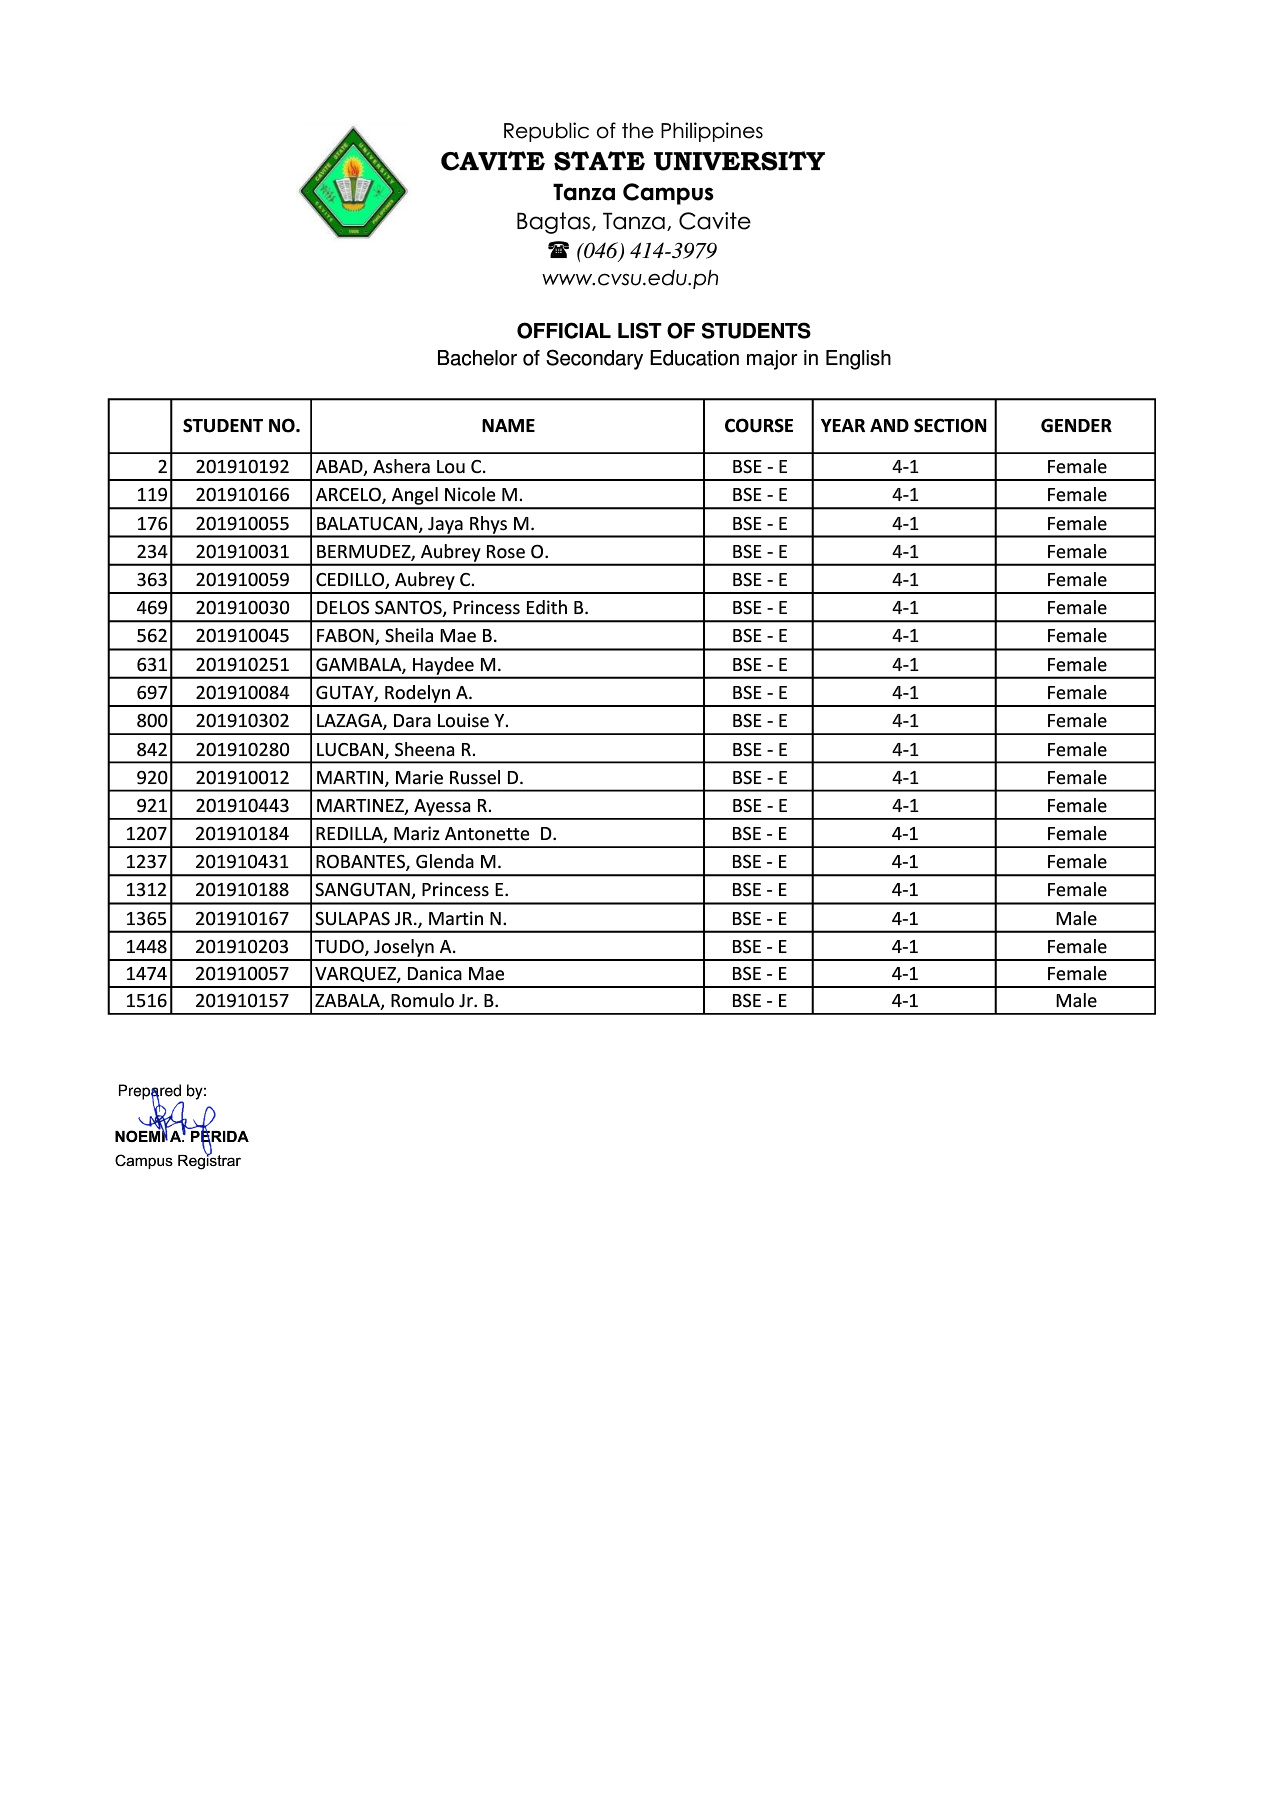 Republic of the Philippines
CAVITE STATE UNIVERSITY
Tanza Campus
Bagtas, Tanza, Cavite
☎ (046) 414-3979
www.cvsu.edu.ph
CAVITE STATE UNIVERSITY
CAVITE PHILIPPINES
OFFICIAL LIST OF STUDENTS
Bachelor of Secondary Education major in English
STUDENT NO. NAME COURSE YEAR AND SECTION GENDER
2 201910192 ABAD, Ashera Lou C. BSE - E 4-1 Female
119 201910166 ARCELO, Angel Nicole M. BSE - E 4-1 Female
176 201910055 BALATUCAN, Jaya Rhys M. BSE - E 4-1 Female
234 201910031 BERMUDEZ, Aubrey Rose O. BSE - E 4-1 Female
363 201910059 CEDILLO, Aubrey C. BSE - E 4-1 Female
469 201910030 DELOS SANTOS, Princess Edith B. BSE - E 4-1 Female
562 201910045 FABON, Sheila Mae B. BSE - E 4-1 Female
631 201910251 GAMBALA, Haydee M. BSE - E 4-1 Female
697 201910084 GUTAY, Rodelyn A. BSE - E 4-1 Female
800 201910302 LAZAGA, Dara Louise Y. BSE - E 4-1 Female
842 201910280 LUCBAN, Sheena R. BSE - E 4-1 Female
920 201910012 MARTIN, Marie Russel D. BSE - E 4-1 Female
921 201910443 MARTINEZ, Ayessa R. BSE - E 4-1 Female
1207 201910184 REDILLA, Mariz Antonette  D. BSE - E 4-1 Female
1237 201910431 ROBANTES, Glenda M. BSE - E 4-1 Female
1312 201910188 SANGUTAN, Princess E. BSE - E 4-1 Female
1365 201910167 SULAPAS JR., Martin N. BSE - E 4-1 Male
1448 201910203 TUDO, Joselyn A. BSE - E 4-1 Female
1474 201910057 VARQUEZ, Danica Mae BSE - E 4-1 Female
1516 201910157 ZABALA, Romulo Jr. B. BSE - E 4-1 Male
Prepared by:
NOEMI A. PERIDA
Campus Registrar